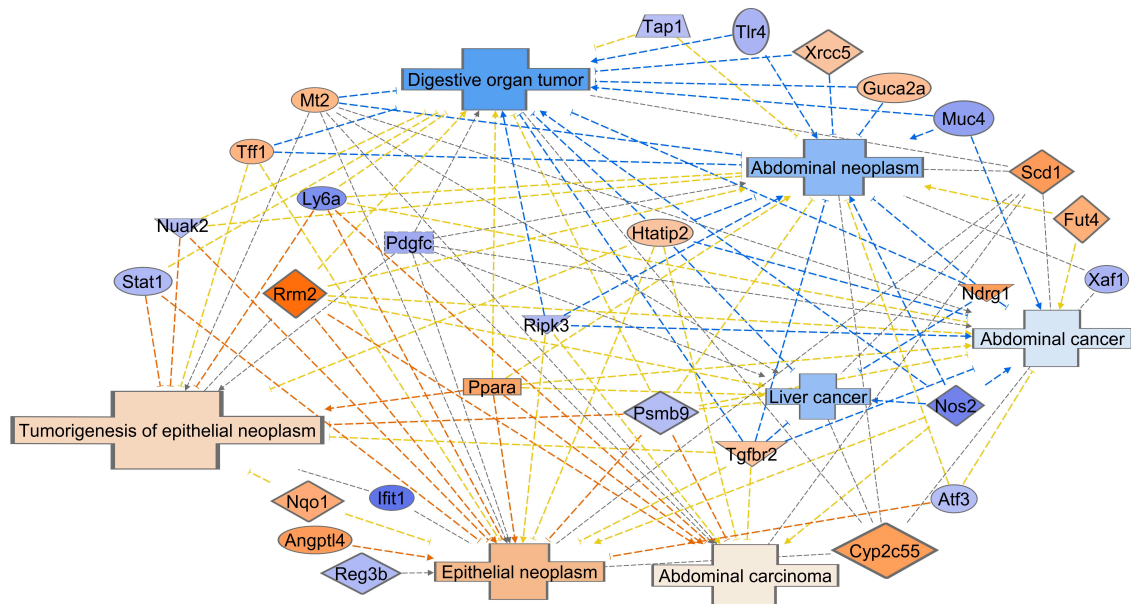 Tap1
Tlr4
Xrcc5
Digestive organ tumor
Guca2a
Mt2
Muc4
Tff1
Abdominal neoplasm
Scd1
Ly6a
Fut4
Nuak2
Htatip2
Pdgfc
Stat1
Xaf1
Rrm2
Ndrg1
Ripk3
Abdominal cancer
Ppara
Liver cancer
Nos2
Psmb9
Tumorigenesis of epithelial neoplasm
Tgfbr2
Nqo1
Ifit1
Atf3
Angptl4
Cyp2c55
Reg3b
Epithelial neoplasm
Abdominal carcinoma